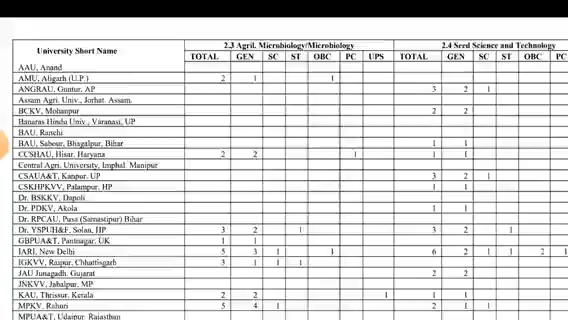 University Short Name 2.3 Agril. Microbiology/Microbiology 2.4 Seed Science and Technology
TOTAL GEN SC ST OBC PC UPS TOTAL GEN SC ST OBC PC
AAU, Anand
AMU, Aligarh (U.P.) 2 1 1
ANGRAU, Guntur, AP 3 2 1
Assam Agri. Univ., Jorhat. Assam.
BCKV, Mohanpur 2 2
Banaras Hindu Univ., Varanasi, UP
BAU, Ranchi
BAU, Sabour, Bhagalpur, Bihar 1 1
CCSHAU, Hisar, Haryana 2 2 1 1 1
Central Agri. University, Imphal. Manipur
CSAUA&T, Kanpur. UP 3 2 1
CSKHPKVV, Palampur, HP 1 1
Dr. BSKKV, Dapoli
Dr. PDKV, Akola 1 1
Dr. RPCAU, Pusa (Samastipur) Bihar
Dr. YSPUH&F, Solan, HP 3 2 1 3 2 1
GBPUA&T, Pantnagar. UK 1 1
IARI, New Delhi 5 3 1 1 6 2 1 1 2 1
IGKVV, Raipur, Chhattisgarh 3 1 1 1
JAU Junagadh. Gujarat 2 2
JNKVV, Jabalpur, MP
KAU, Thrissur, Kerala 2 2 1 1 1
MPKV, Rahuri 5 4 1 2 1 1
MPUA&T, Udaipur. Rajasthan